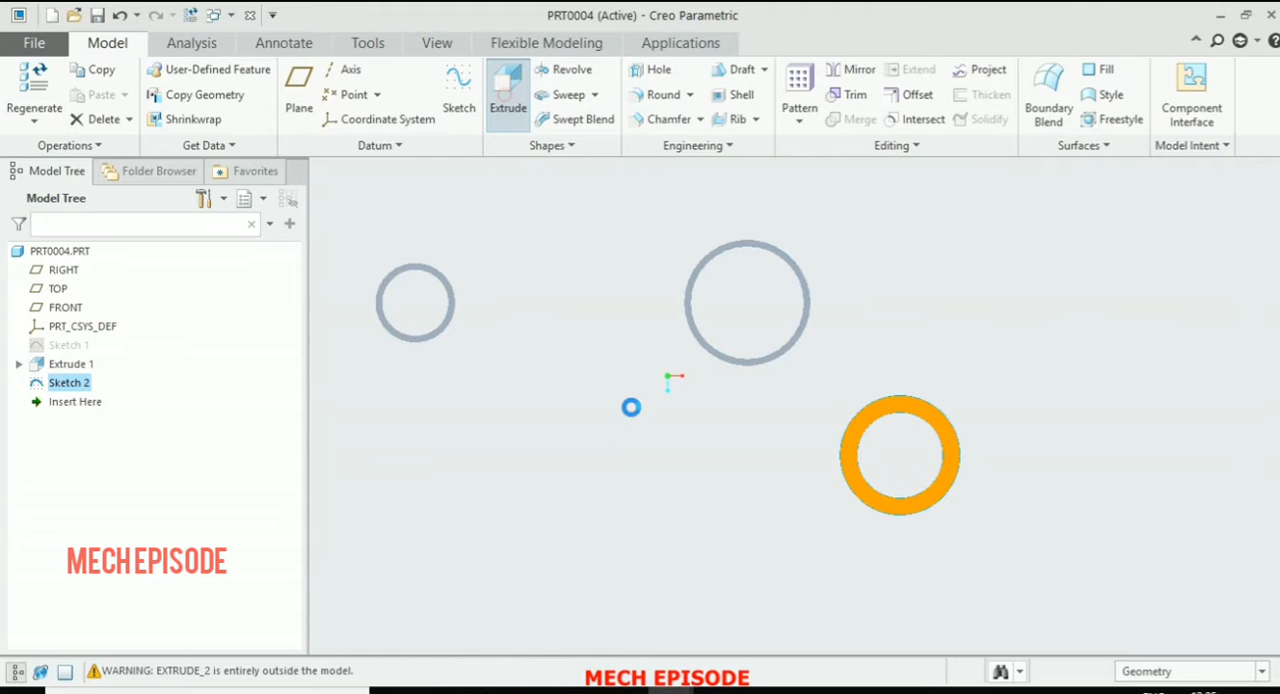 PRT0004 (Active) - Creo Parametric
File Model Analysis Annotate Tools View Flexible Modeling Applications
Regenerate
Copy
Paste
Delete
Operations
User-Defined Feature
Copy Geometry
Shrinkwrap
Get Data
Plane
Axis
Point
Coordinate System
Sketch
Datum
Extrude
Revolve
Sweep
Swept Blend
Shapes
Hole
Round
Chamfer
Draft
Shell
Rib
Engineering
Pattern
Mirror
Trim
Merge
Extend
Offset
Intersect
Project
Thicken
Solidify
Editing
Boundary
Blend
Fill
Style
Freestyle
Surfaces
Component
Interface
Model Intent
Model Tree Folder Browser Favorites
Model Tree
PRT0004.PRT
RIGHT
TOP
FRONT
PRT_CSYS_DEF
Sketch 1
Extrude 1
Sketch 2
Insert Here
MECH EPISODE
WARNING: EXTRUDE_2 is entirely outside the model.
MECH EPISODE
Geometry